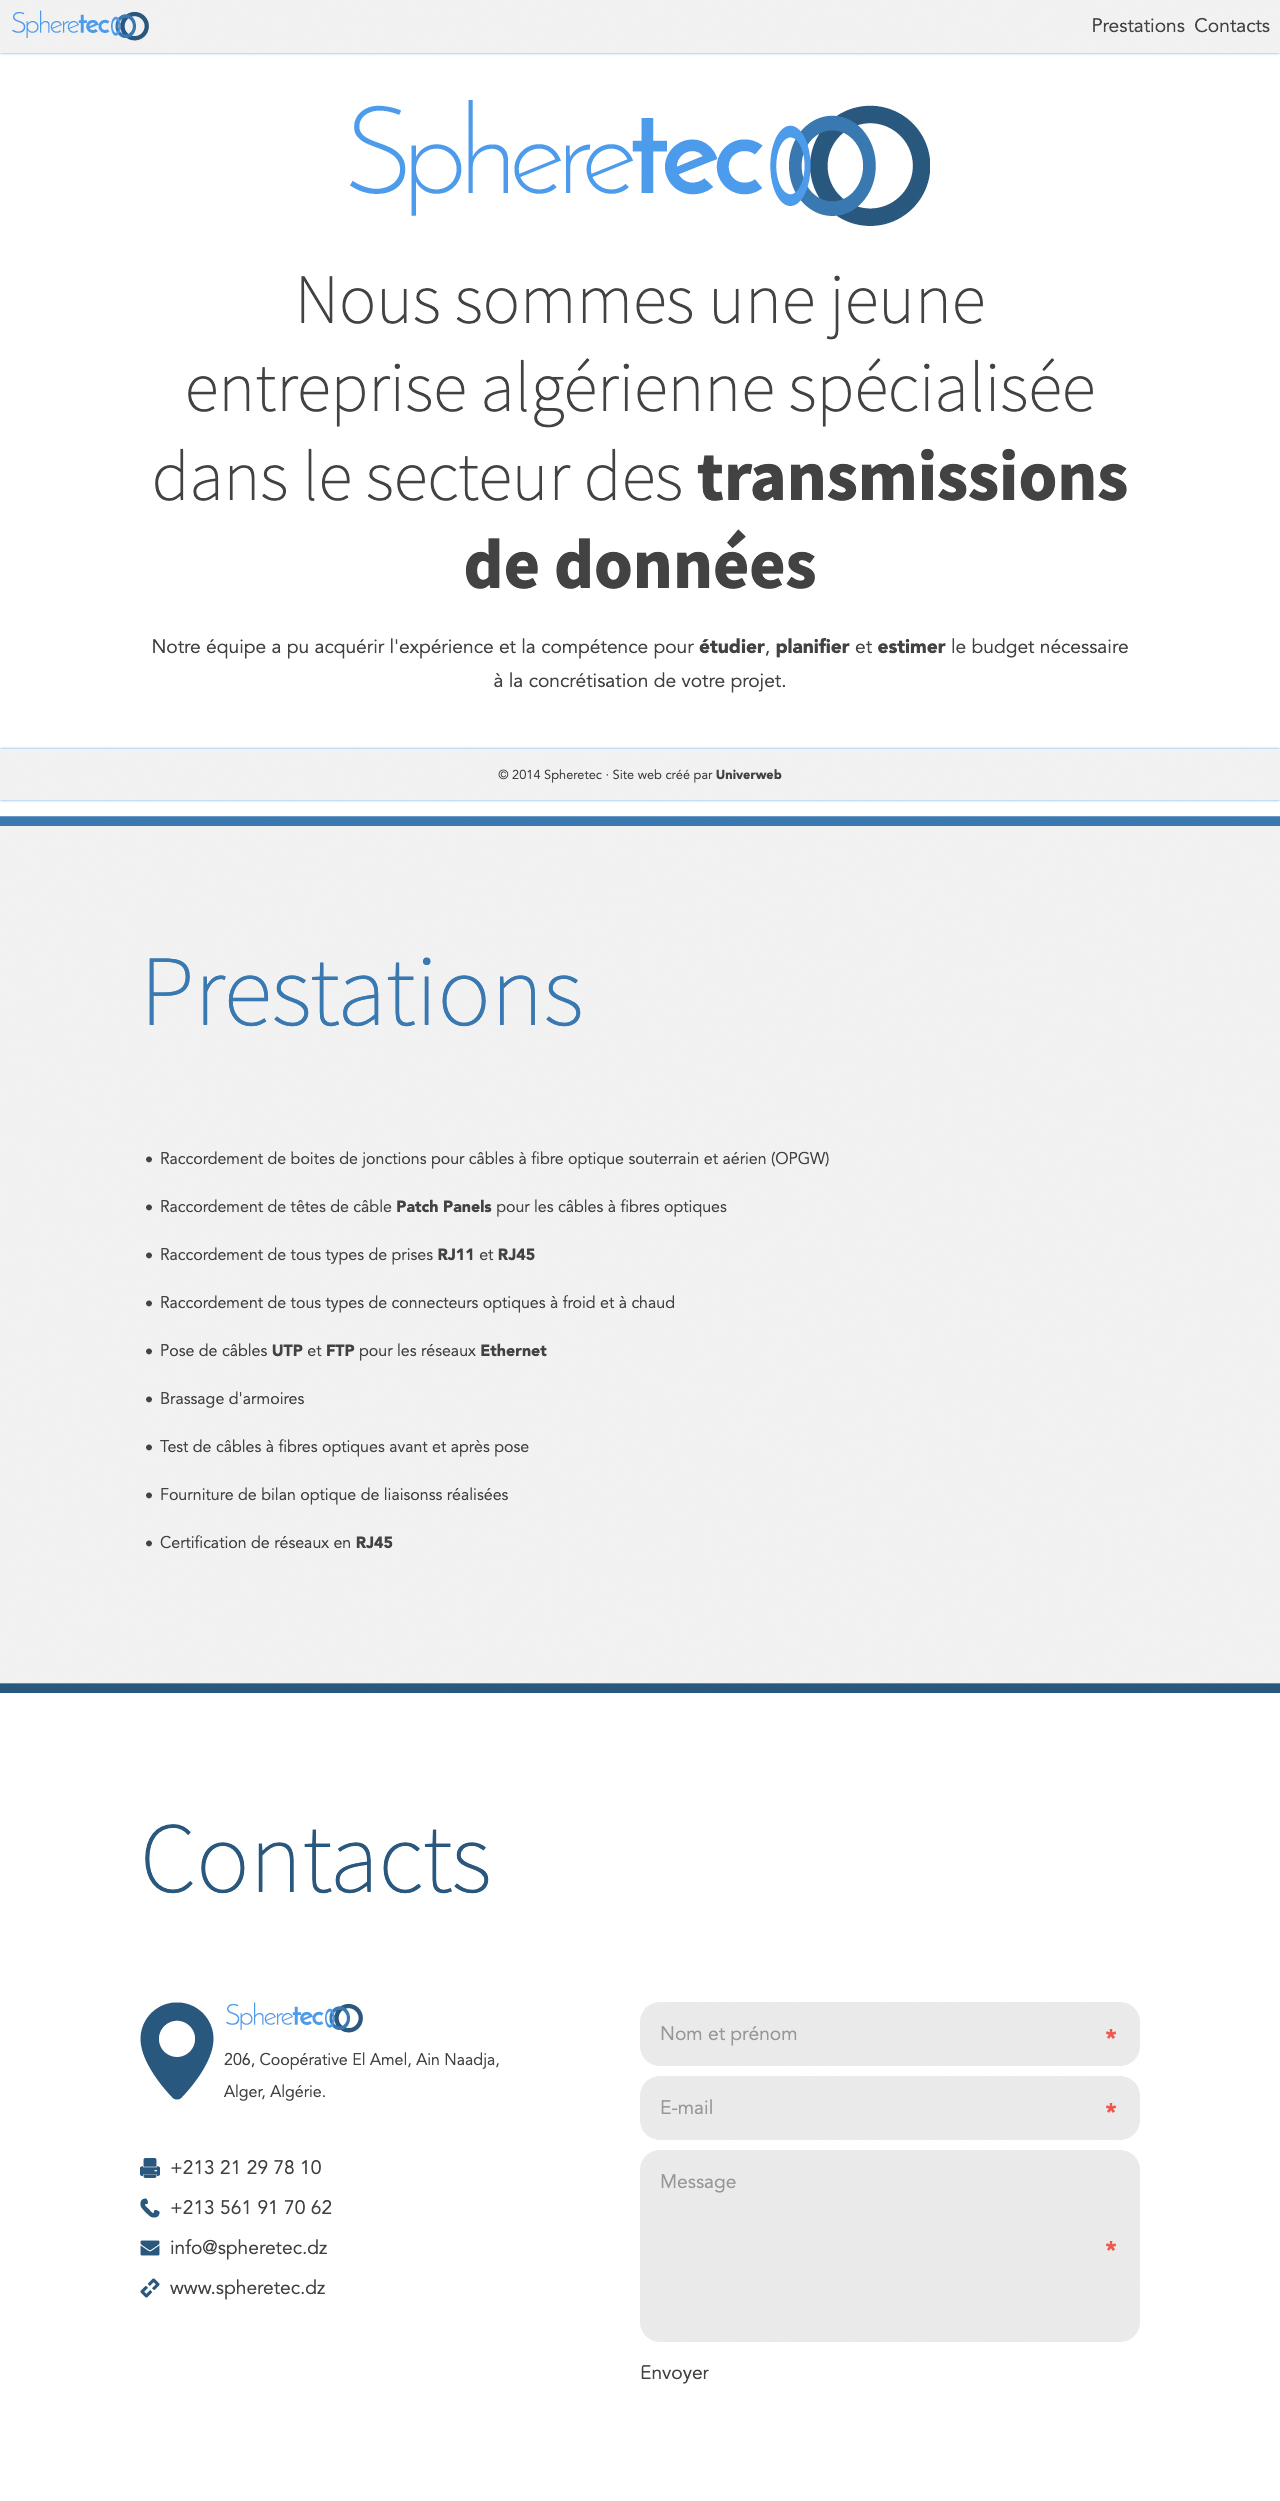 Spheretec
Prestations Contacts
Spheretec
Nous sommes une jeune
entreprise algérienne spécialisée
dans le secteur des transmissions
de données
Notre équipe a pu acquérir l'expérience et la compétence pour étudier, planifier et estimer le budget nécessaire
à la concrétisation de votre projet.
© 2014 Spheretec · Site web créé par Univerweb
Prestations
• Raccordement de boites de jonctions pour câbles à fibre optique souterrain et aérien (OPGW)
• Raccordement de têtes de câble Patch Panels pour les câbles à fibres optiques
• Raccordement de tous types de prises RJ11 et RJ45
• Raccordement de tous types de connecteurs optiques à froid et à chaud
• Pose de câbles UTP et FTP pour les réseaux Ethernet
• Brassage d'armoires
• Test de câbles à fibres optiques avant et après pose
• Fourniture de bilan optique de liaisonss réalisées
• Certification de réseaux en RJ45
Contacts
Spheretec
206, Coopérative El Amel, Ain Naadja,
Alger, Algérie.
+213 21 29 78 10
+213 561 91 70 62
info@spheretec.dz
www.spheretec.dz
Nom et prénom *
E-mail *
Message *
Envoyer